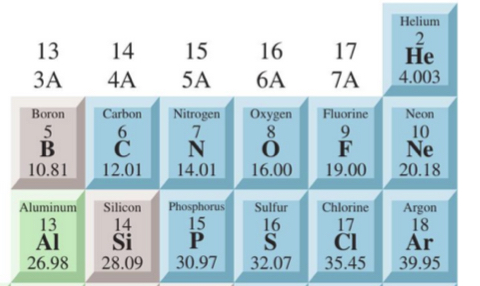 Helium
2
He
4.003
13 14 15 16 17
3A 4A 5A 6A 7A
Boron Carbon Nitrogen Oxygen Fluorine Neon
5 6 7 8 9 10
B C N O F Ne
10.81 12.01 14.01 16.00 19.00 20.18
Aluminum Silicon Phosphorus Sulfur Chlorine Argon
13 14 15 16 17 18
Al Si P S Cl Ar
26.98 28.09 30.97 32.07 35.45 39.95